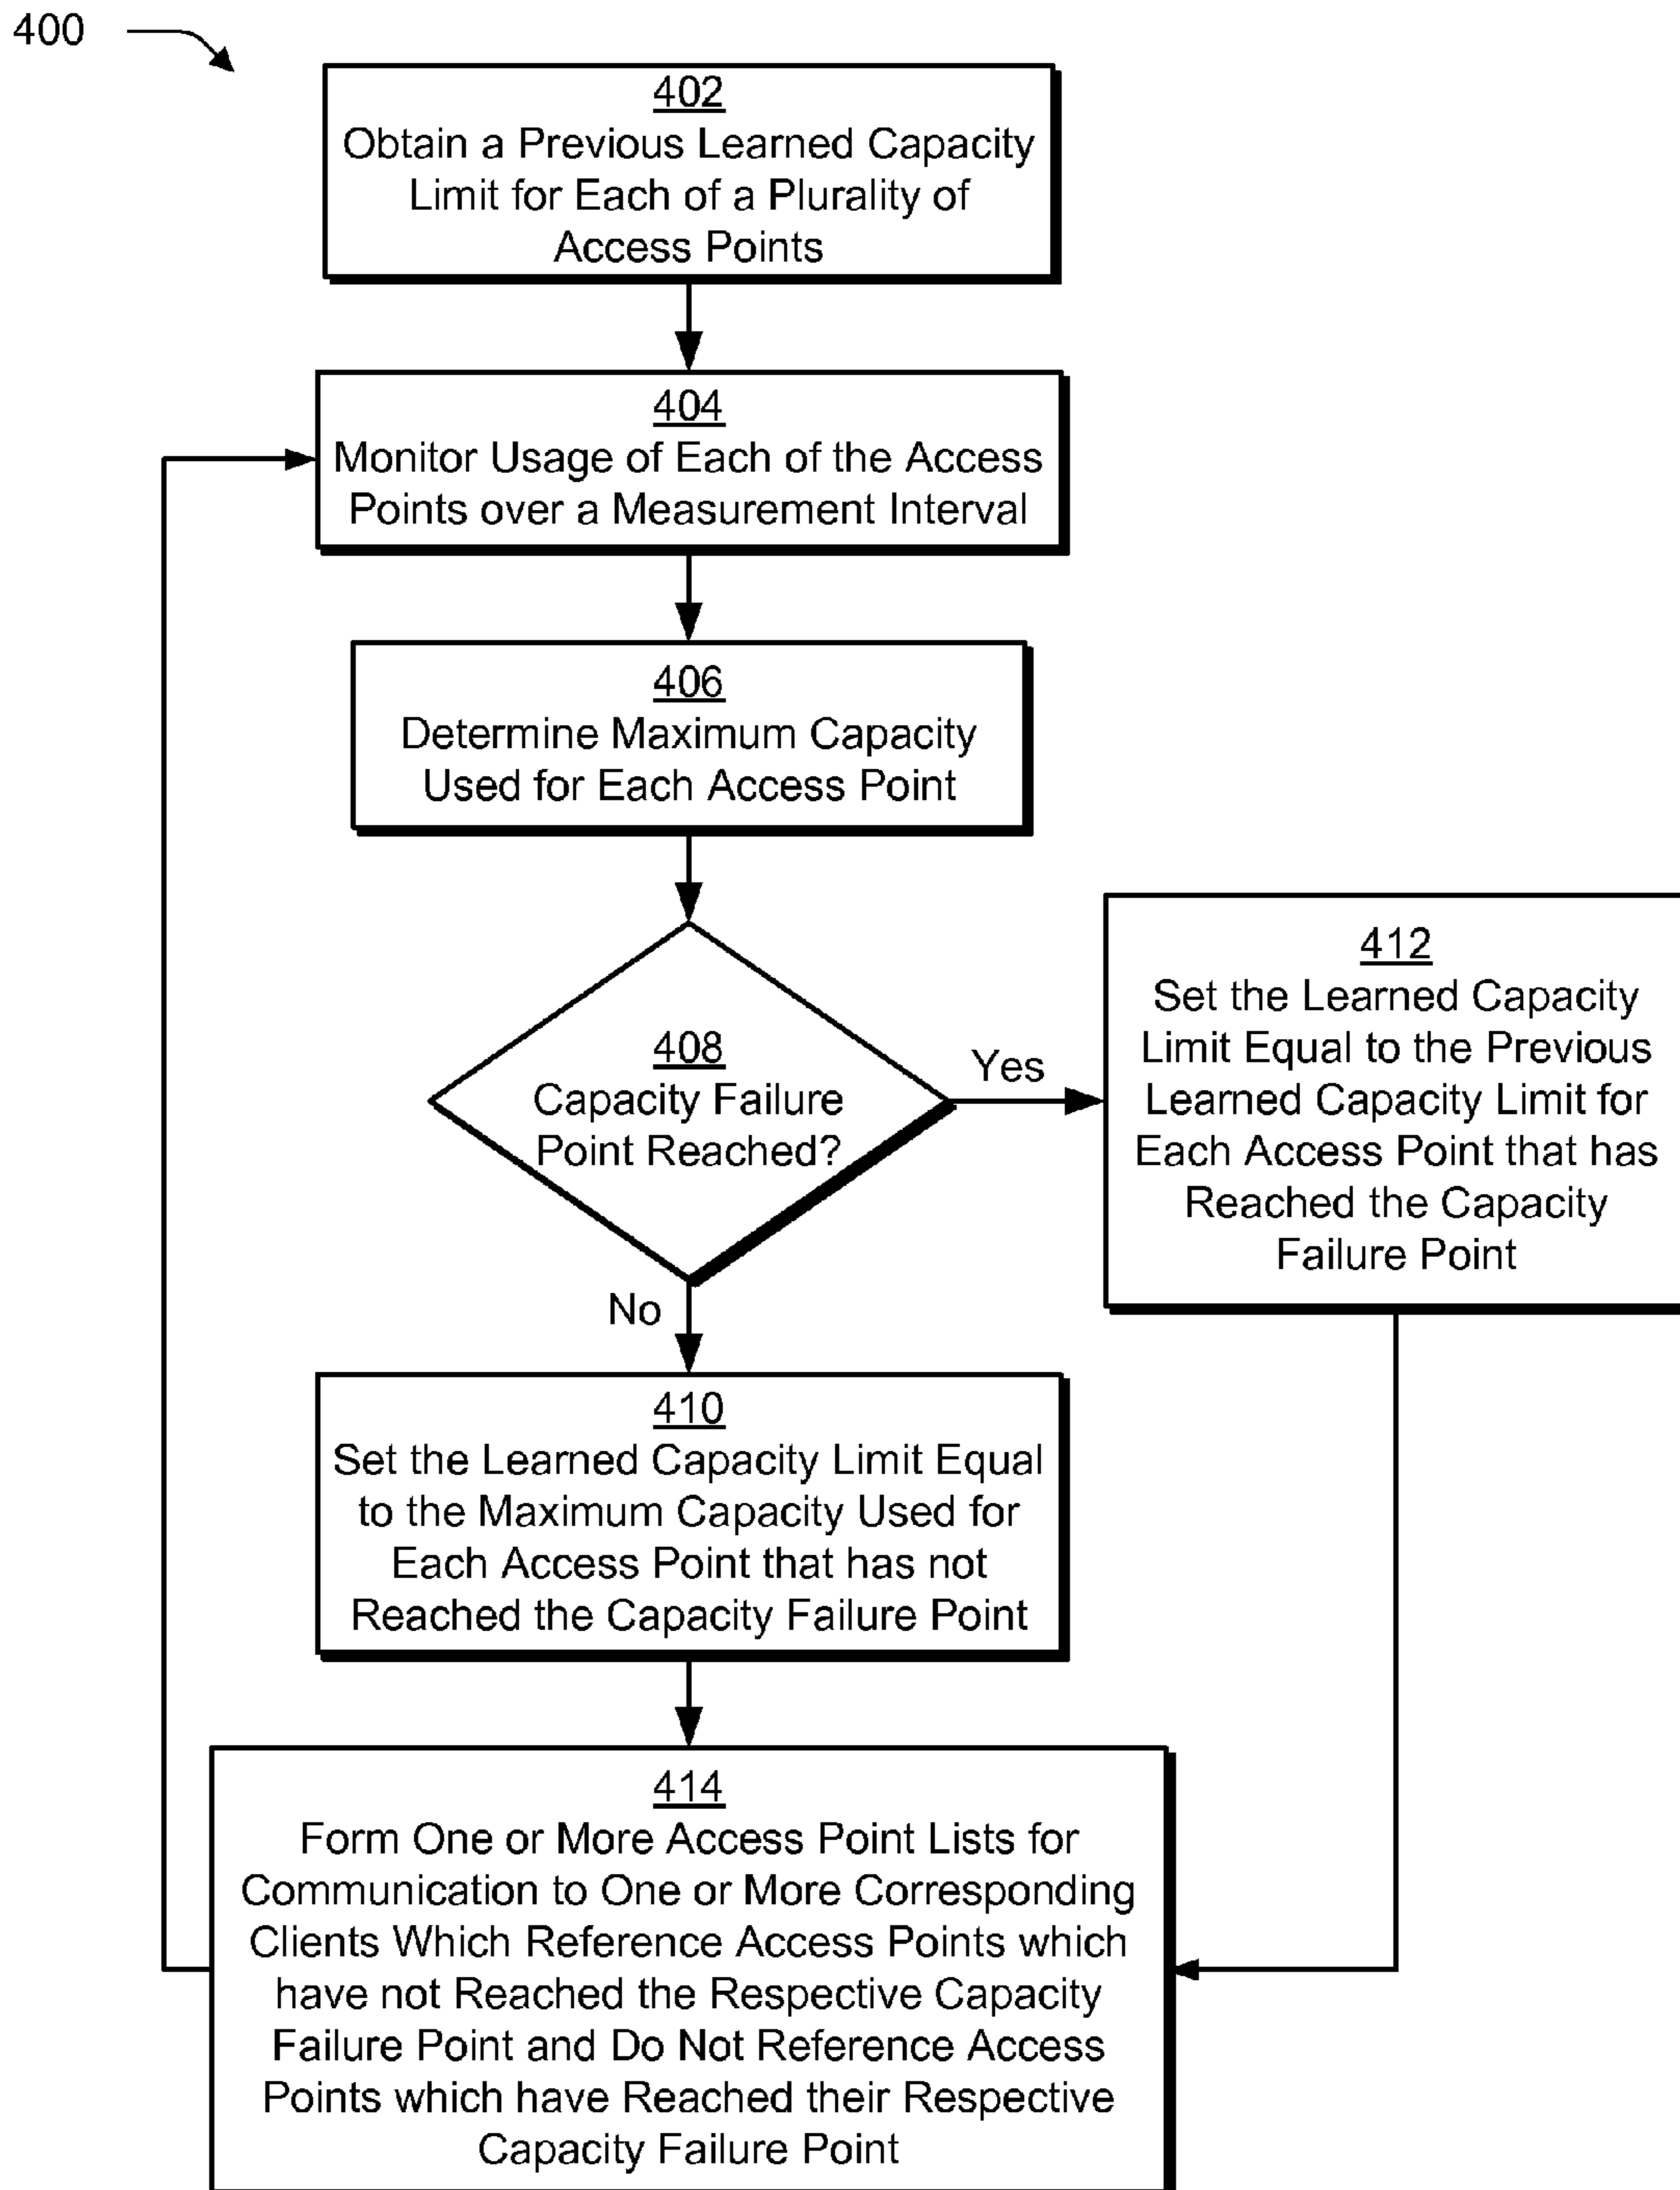 400
402
Obtain a Previous Learned Capacity
Limit for Each of a Plurality of
Access Points
404
Monitor Usage of Each of the Access
Points over a Measurement Interval
406
Determine Maximum Capacity
Used for Each Access Point
408
Capacity Failure
Point Reached?
Yes
No
412
Set the Learned Capacity
Limit Equal to the Previous
Learned Capacity Limit for
Each Access Point that has
Reached the Capacity
Failure Point
410
Set the Learned Capacity Limit Equal
to the Maximum Capacity Used for
Each Access Point that has not
Reached the Capacity Failure Point
414
Form One or More Access Point Lists for
Communication to One or More Corresponding
Clients Which Reference Access Points which
have not Reached the Respective Capacity
Failure Point and Do Not Reference Access
Points which have Reached their Respective
Capacity Failure Point